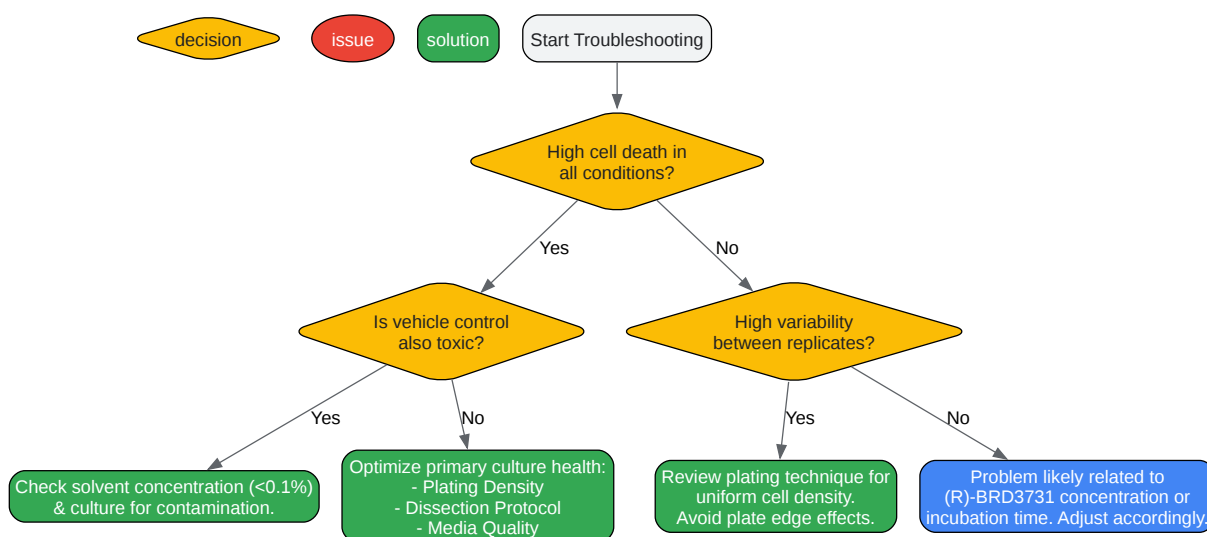 decision
issue
solution
Start Troubleshooting
High cell death in
all conditions?
Yes
No
Is vehicle control
also toxic?
High variability
between replicates?
Yes
No
Yes
No
Check solvent concentration (<0.1%)
& culture for contamination.
Optimize primary culture health:
- Plating Density
- Dissection Protocol
- Media Quality
Review plating technique for
uniform cell density.
Avoid plate edge effects.
Problem likely related to
(R)-BRD3731 concentration or
incubation time. Adjust accordingly.